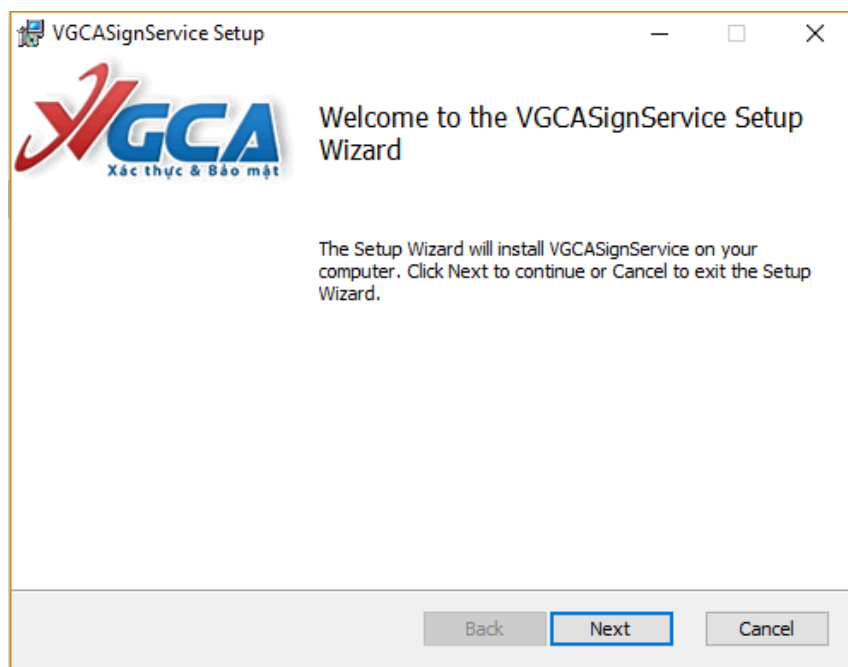 VGCASignService Setup
VGCA
Xác thực & Bảo mật
Welcome to the VGCASignService Setup
Wizard
The Setup Wizard will install VGCASignService on your
computer. Click Next to continue or Cancel to exit the Setup
Wizard.
Back
Next
Cancel